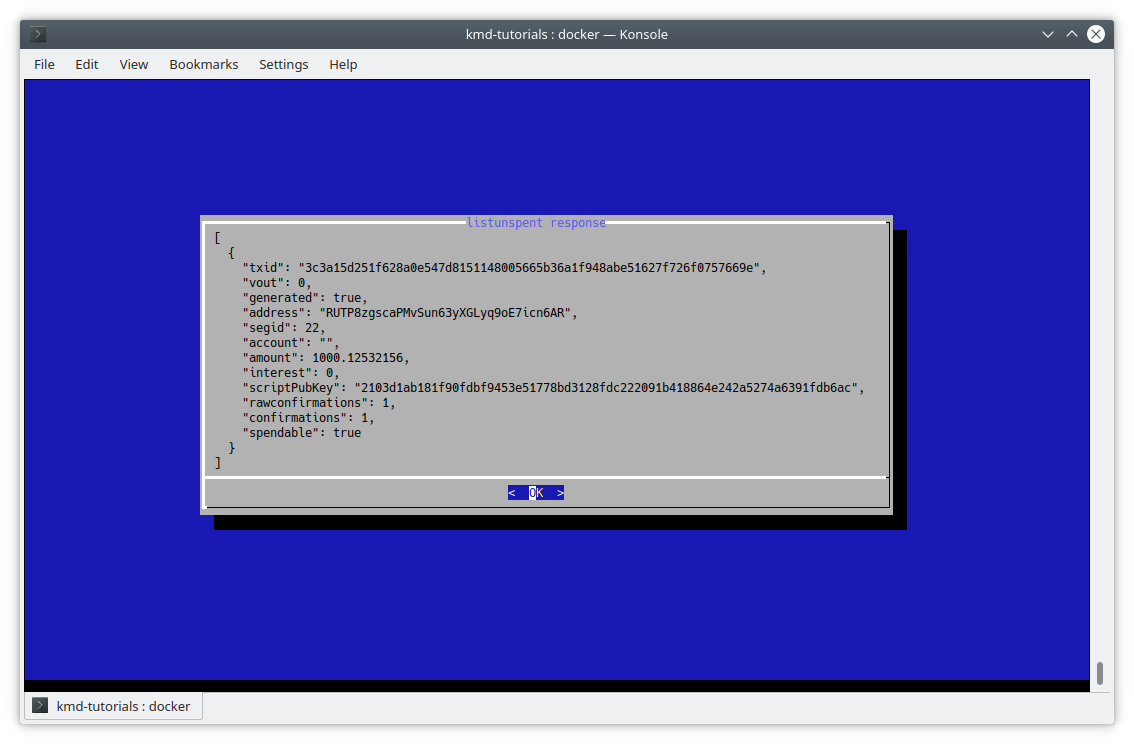 kmd-tutorials : docker — Konsole
File Edit View Bookmarks Settings Help
listunspent response
[
{
"txid": "3c3a15d251f628a0e547d8151148005665b36a1f948abe51627f726f0757669e",
"vout": 0,
"generated": true,
"address": "RUTP8zgscaPMvSun63yXGLyq9oE7icn6AR",
"segid": 22,
"account": "",
"amount": 1000.12532156,
"interest": 0,
"scriptPubKey": "2103d1ab181f90fdbf9453e51778bd3128fdc222091b418864e242a5274a6391fdb6ac",
"rawconfirmations": 1,
"confirmations": 1,
"spendable": true
}
]
< OK >
kmd-tutorials : docker